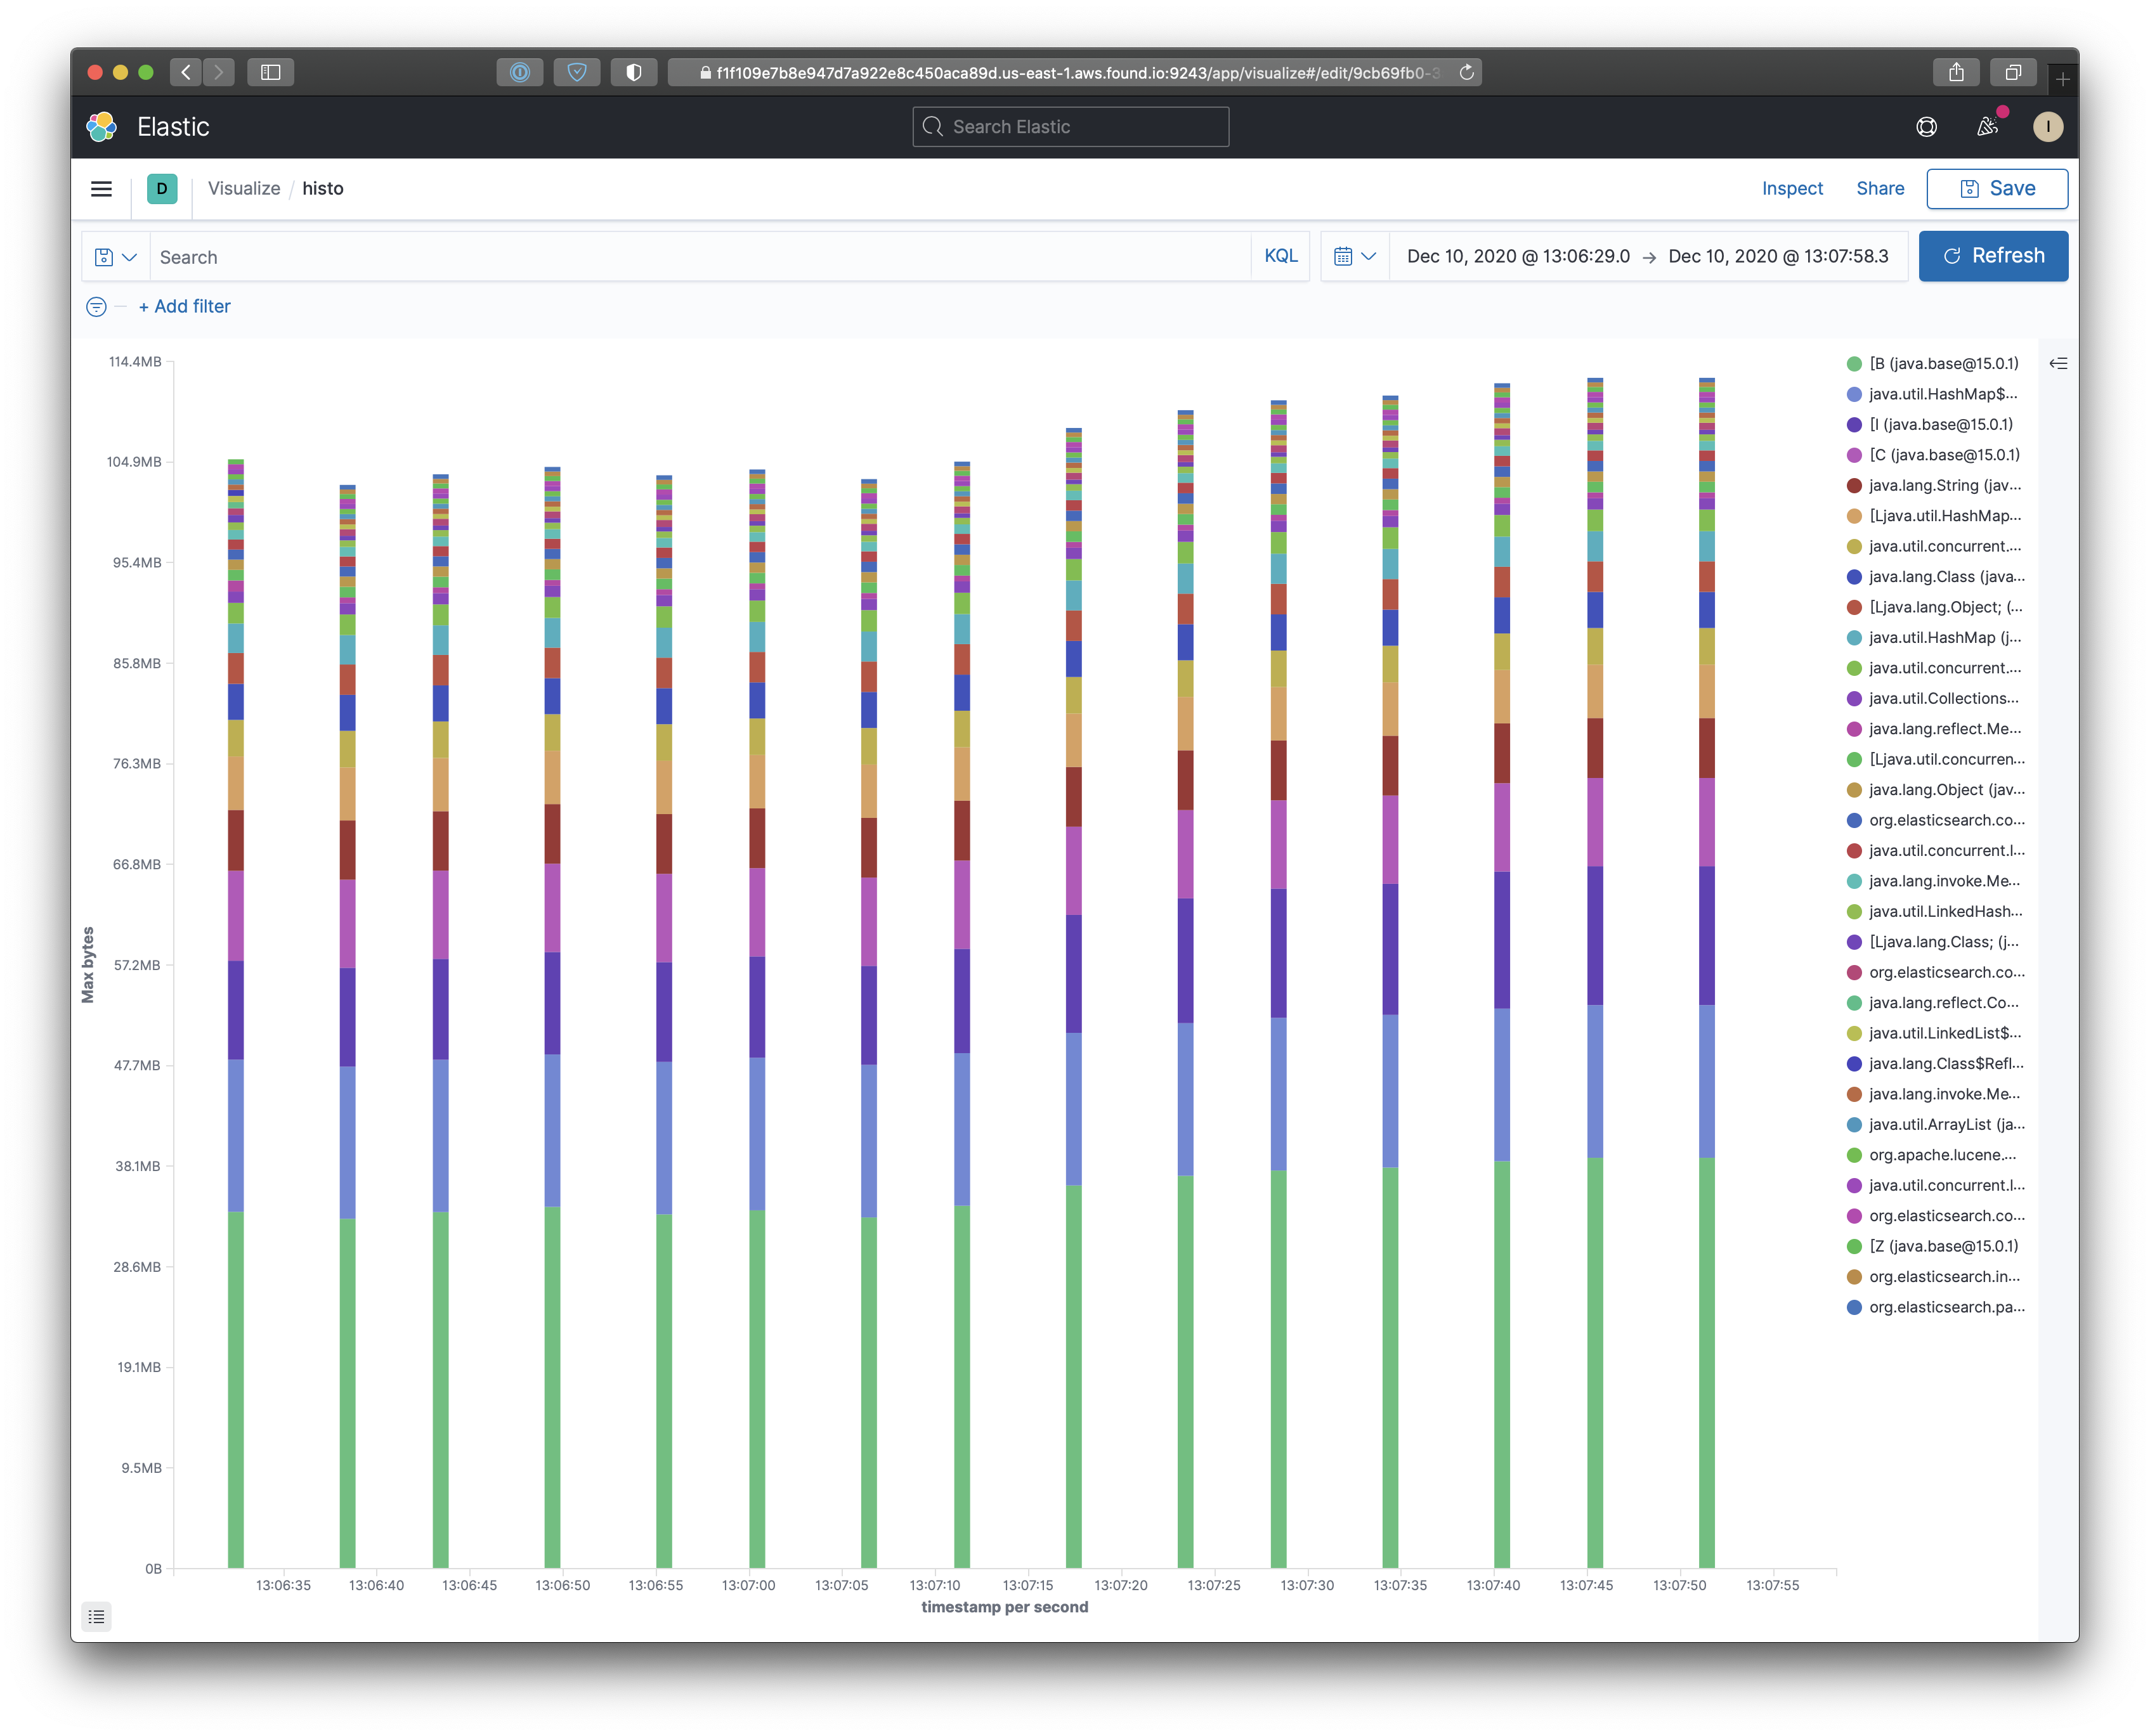 f1f109e7b8e947d7a922e8c450aca89d.us-east-1.aws.found.io:9243/app/visualize#/edit/9cb69fb0-3
Elastic
Search Elastic
I
D
Visualize / histo
Inspect
Share
Save
Search
KQL
Dec 10, 2020 @ 13:06:29.0 → Dec 10, 2020 @ 13:07:58.3
Refresh
+ Add filter
114.4MB
104.9MB
95.4MB
85.8MB
76.3MB
66.8MB
57.2MB
47.7MB
38.1MB
28.6MB
19.1MB
9.5MB
0B
Max bytes
13:06:35 13:06:40 13:06:45 13:06:50 13:06:55 13:07:00 13:07:05 13:07:10 13:07:15 13:07:20 13:07:25 13:07:30 13:07:35 13:07:40 13:07:45 13:07:50 13:07:55
timestamp per second
[B (java.base@15.0.1)
java.util.HashMap$...
[I (java.base@15.0.1)
[C (java.base@15.0.1)
java.lang.String (jav...
[Ljava.util.HashMap...
java.util.concurrent....
java.lang.Class (java...
[Ljava.lang.Object; (...
java.util.HashMap (j...
java.util.concurrent....
java.util.Collections...
java.lang.reflect.Me...
[Ljava.util.concurren...
java.lang.Object (jav...
org.elasticsearch.co...
java.util.concurrent.l...
java.lang.invoke.Me...
java.util.LinkedHash...
[Ljava.lang.Class; (j...
org.elasticsearch.co...
java.lang.reflect.Co...
java.util.LinkedList$...
java.lang.Class$Refl...
java.lang.invoke.Me...
java.util.ArrayList (ja...
org.apache.lucene....
java.util.concurrent.l...
org.elasticsearch.co...
[Z (java.base@15.0.1)
org.elasticsearch.in...
org.elasticsearch.pa...